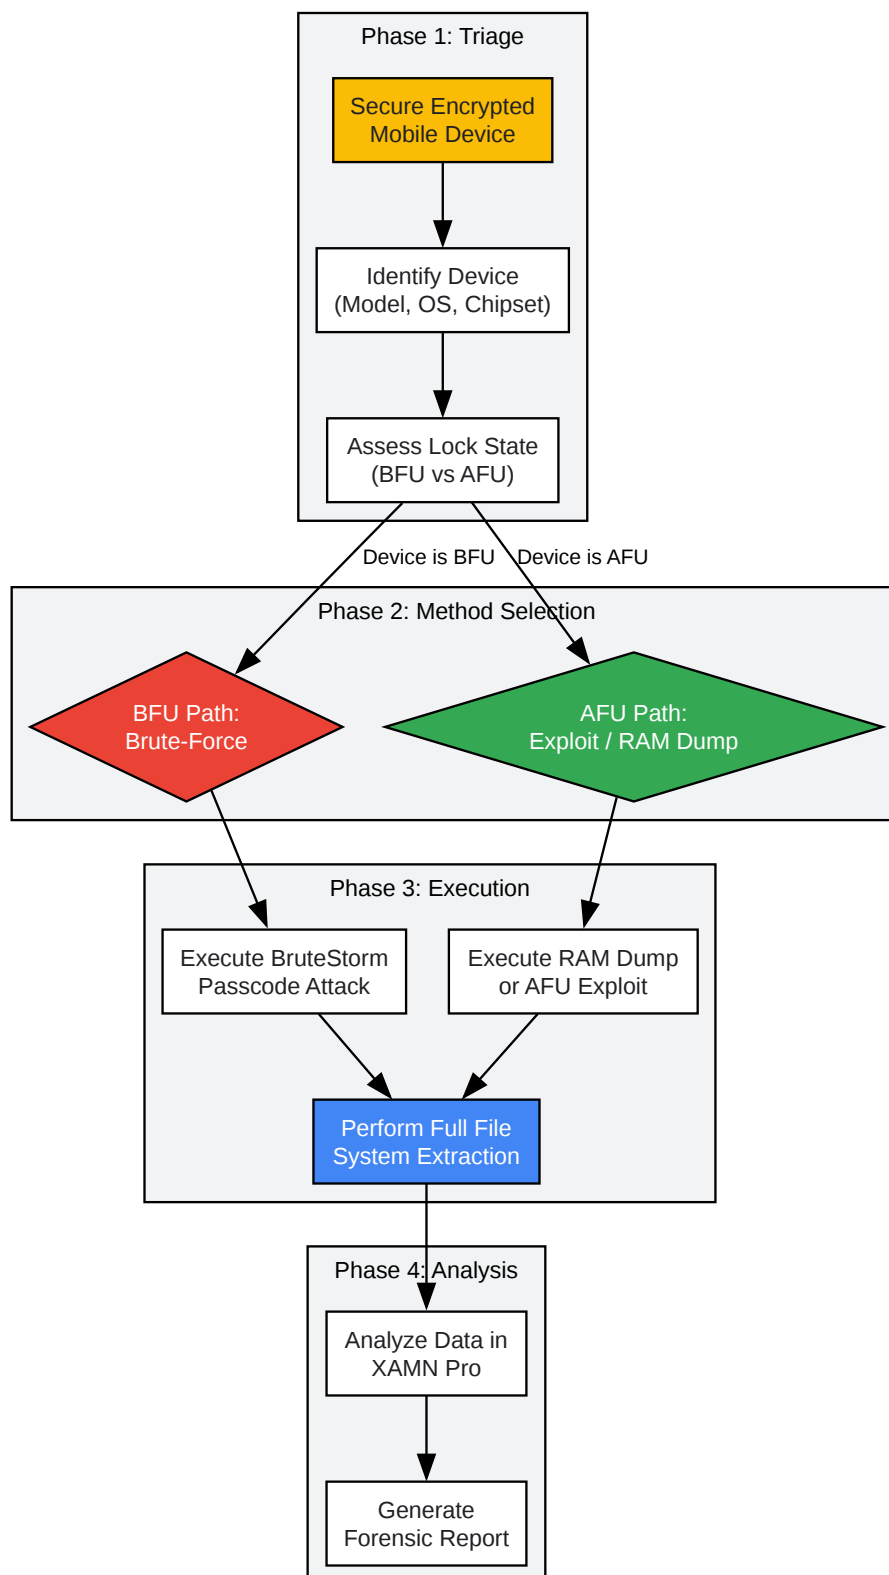 Phase 1: Triage
Secure Encrypted
Mobile Device
Identify Device
(Model, OS, Chipset)
Assess Lock State
(BFU vs AFU)
Device is BFU
Device is AFU
Phase 2: Method Selection
BFU Path:
Brute-Force
AFU Path:
Exploit / RAM Dump
Phase 3: Execution
Execute BruteStorm
Passcode Attack
Execute RAM Dump
or AFU Exploit
Perform Full File
System Extraction
Phase 4: Analysis
Analyze Data in
XAMN Pro
Generate
Forensic Report